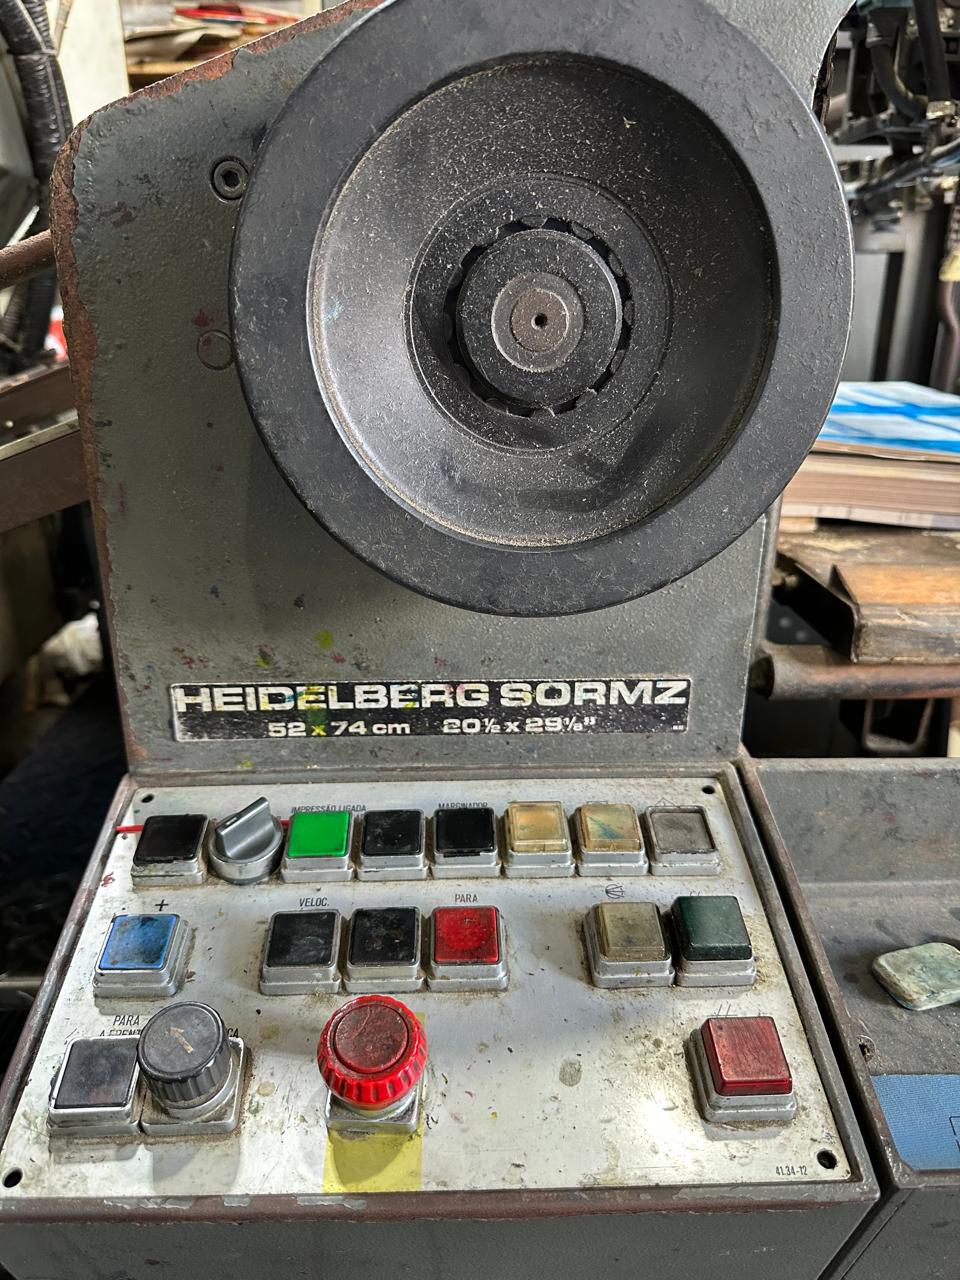 HEIDELBERG SORMZ
52 x 74 cm 20½ x 29⅛"
IMPRESSÃO LIGADA
MARGINADOR
+
VELOC.
PARA
PARA
41.34-12